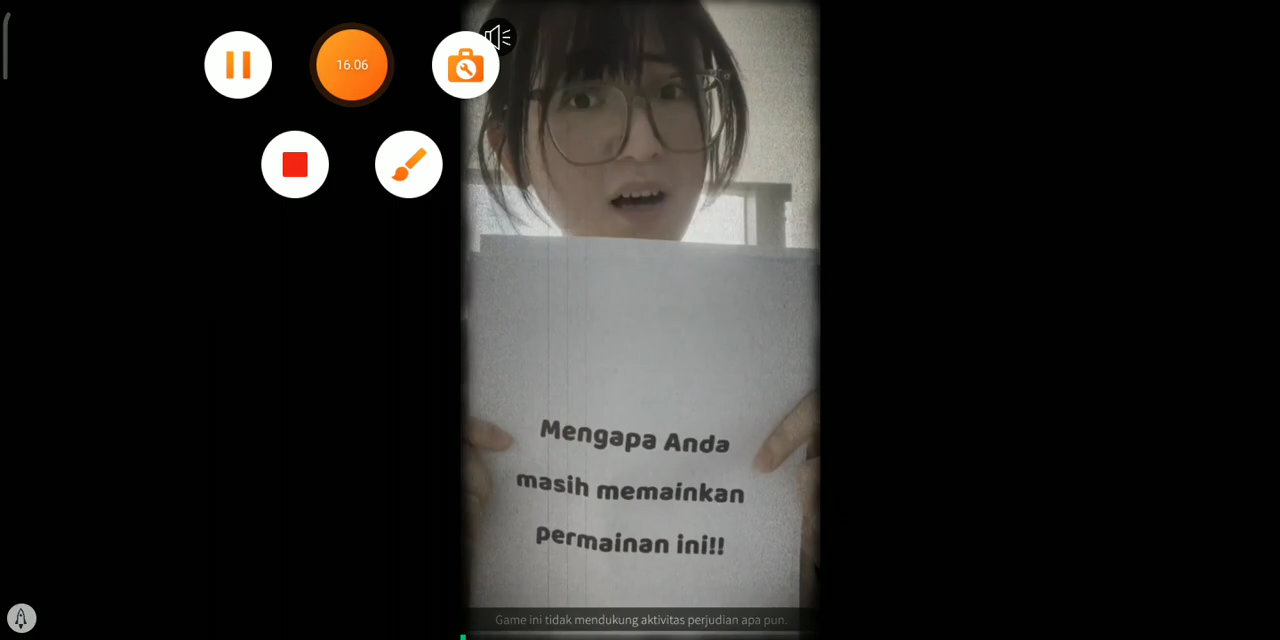 16.06
Mengapa Anda
masih memainkan
permainan ini!!
Game ini tidak mendukung aktivitas perjudian apa pun.